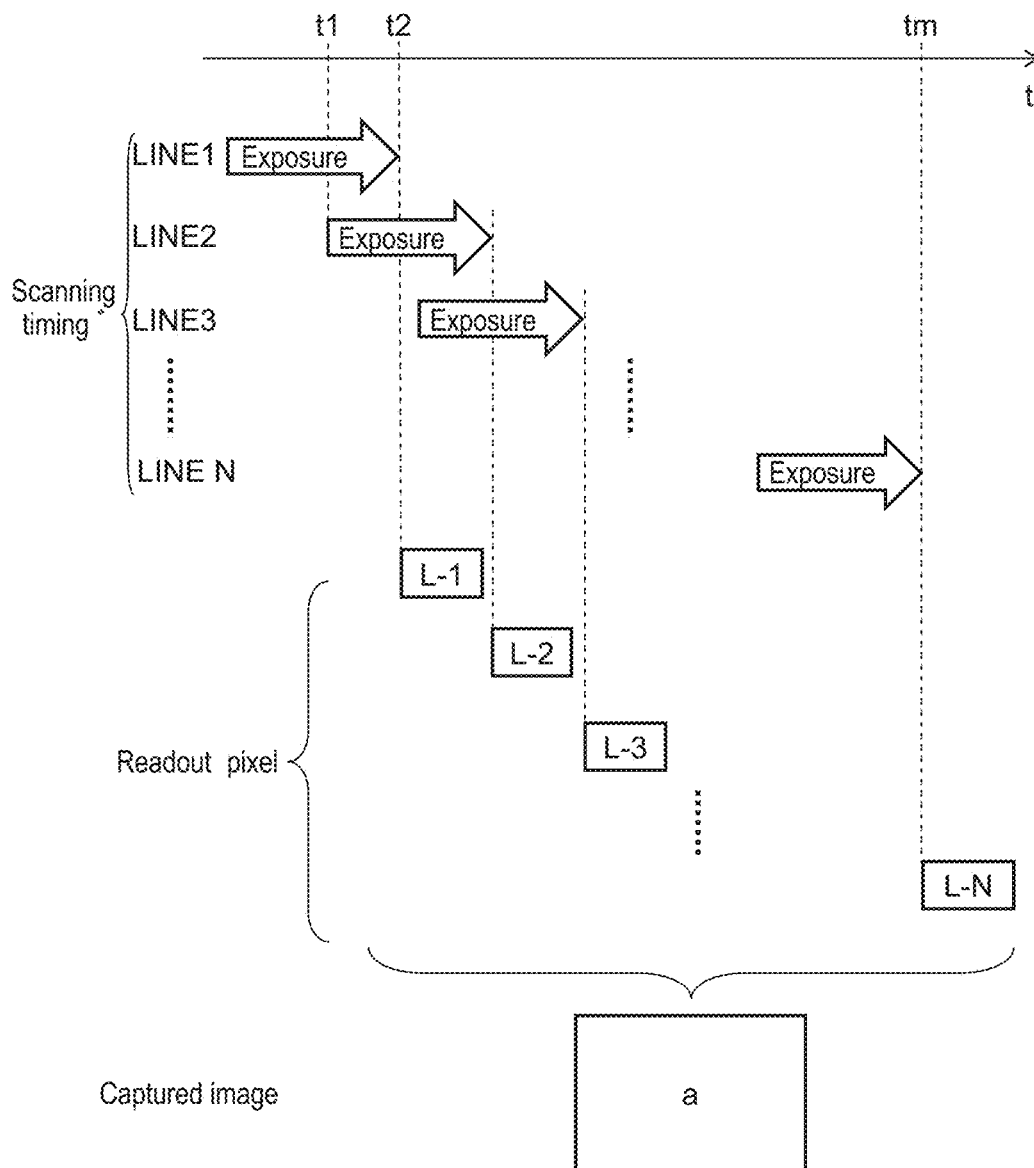 t1 t2 tm
t
LINE1 Exposure
LINE2 Exposure
Scanning
timing
LINE3 Exposure
LINE N Exposure
L-1
L-2
L-3
Readout pixel
L-N
Captured image a